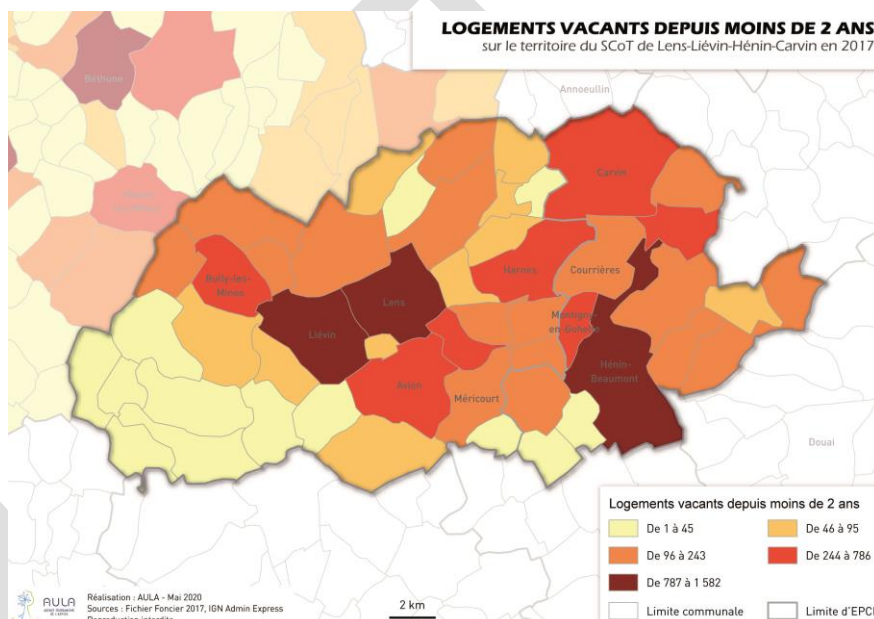 LOGEMENTS VACANTS DEPUIS MOINS DE 2 ANS
sur le territoire du SCoT de Lens-Liévin-Hénin-Carvin en 2017
Béthune
Annoeullin
Carvin
Bully-les-
Mines
Harnes
Courrières
Lens
Liévin
Montigny-
en-Gohelle
Hénin-
Beaumont
Avion
Méricourt
Douai
Logements vacants depuis moins de 2 ans
De 1 à 45
De 46 à 95
De 96 à 243
De 244 à 786
De 787 à 1 582
Limite communale
Limite d'EPCI
AULA
Réalisation : AULA - Mai 2020
Sources : Fichier Foncier 2017, IGN Admin Express
Reproduction interdite
2 km